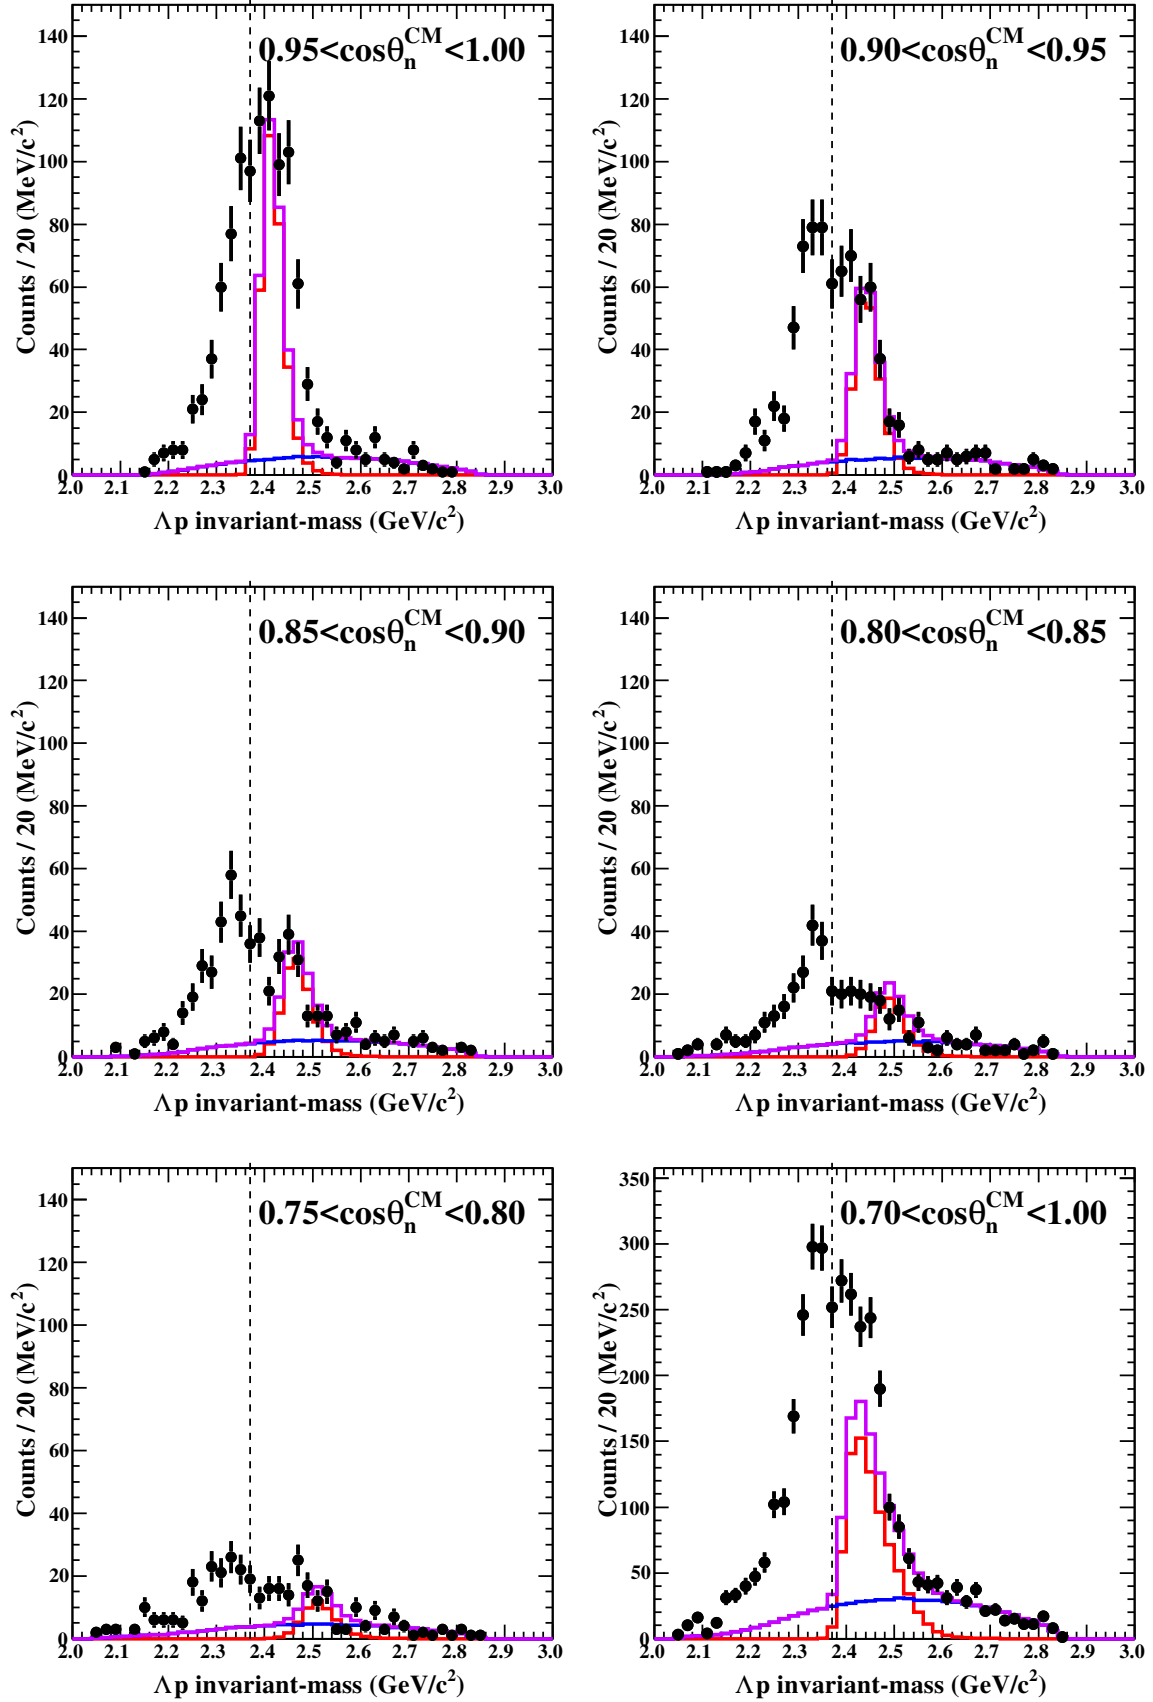 0.95<cosθ_n^CM<1.00
Counts / 20 (MeV/c²)
140
120
100
80
60
40
20
0
2.0 2.1 2.2 2.3 2.4 2.5 2.6 2.7 2.8 2.9 3.0
Λp invariant-mass (GeV/c²)
0.90<cosθ_n^CM<0.95
Counts / 20 (MeV/c²)
140
120
100
80
60
40
20
0
2.0 2.1 2.2 2.3 2.4 2.5 2.6 2.7 2.8 2.9 3.0
Λp invariant-mass (GeV/c²)
0.85<cosθ_n^CM<0.90
Counts / 20 (MeV/c²)
140
120
100
80
60
40
20
0
2.0 2.1 2.2 2.3 2.4 2.5 2.6 2.7 2.8 2.9 3.0
Λp invariant-mass (GeV/c²)
0.80<cosθ_n^CM<0.85
Counts / 20 (MeV/c²)
140
120
100
80
60
40
20
0
2.0 2.1 2.2 2.3 2.4 2.5 2.6 2.7 2.8 2.9 3.0
Λp invariant-mass (GeV/c²)
0.75<cosθ_n^CM<0.80
Counts / 20 (MeV/c²)
140
120
100
80
60
40
20
0
2.0 2.1 2.2 2.3 2.4 2.5 2.6 2.7 2.8 2.9 3.0
Λp invariant-mass (GeV/c²)
0.70<cosθ_n^CM<1.00
Counts / 20 (MeV/c²)
350
300
250
200
150
100
50
0
2.0 2.1 2.2 2.3 2.4 2.5 2.6 2.7 2.8 2.9 3.0
Λp invariant-mass (GeV/c²)